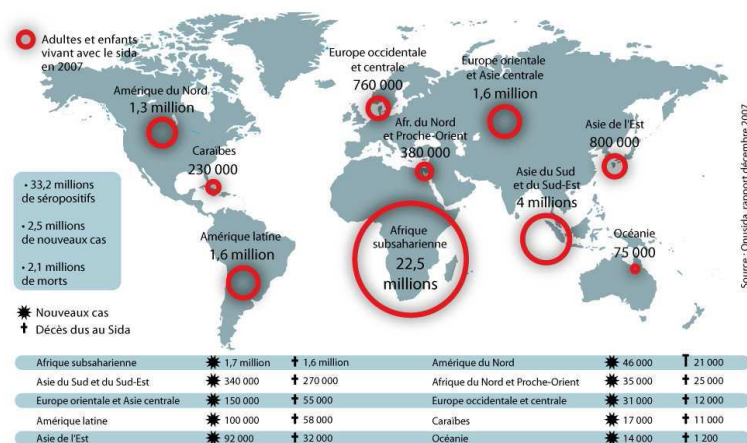 Adultes et enfants
vivant avec le sida
en 2007
Amérique du Nord
1,3 million
Caraïbes
230 000
Amérique latine
1,6 million
Europe occidentale
et centrale
760 000
Europe orientale
et Asie centrale
1,6 million
Afr. du Nord
et Proche-Orient
380 000
Asie de l'Est
800 000
Asie du Sud
et du Sud-Est
4 millions
Afrique
subsaharienne
22,5
millions
Océanie
75 000
• 33,2 millions
de séropositifs
• 2,5 millions
de nouveaux cas
• 2,1 millions
de morts
Nouveaux cas
Décès dus au Sida
Source : Onusida, rapport décembre 2007
Afrique subsaharienne 1,7 million 1,6 million
Asie du Sud et du Sud-Est 340 000 270 000
Europe orientale et Asie centrale 150 000 55 000
Amérique latine 100 000 58 000
Asie de l'Est 92 000 32 000
Amérique du Nord 46 000 21 000
Afrique du Nord et Proche-Orient 35 000 25 000
Europe occidentale et centrale 31 000 12 000
Caraïbes 17 000 11 000
Océanie 14 000 1 200